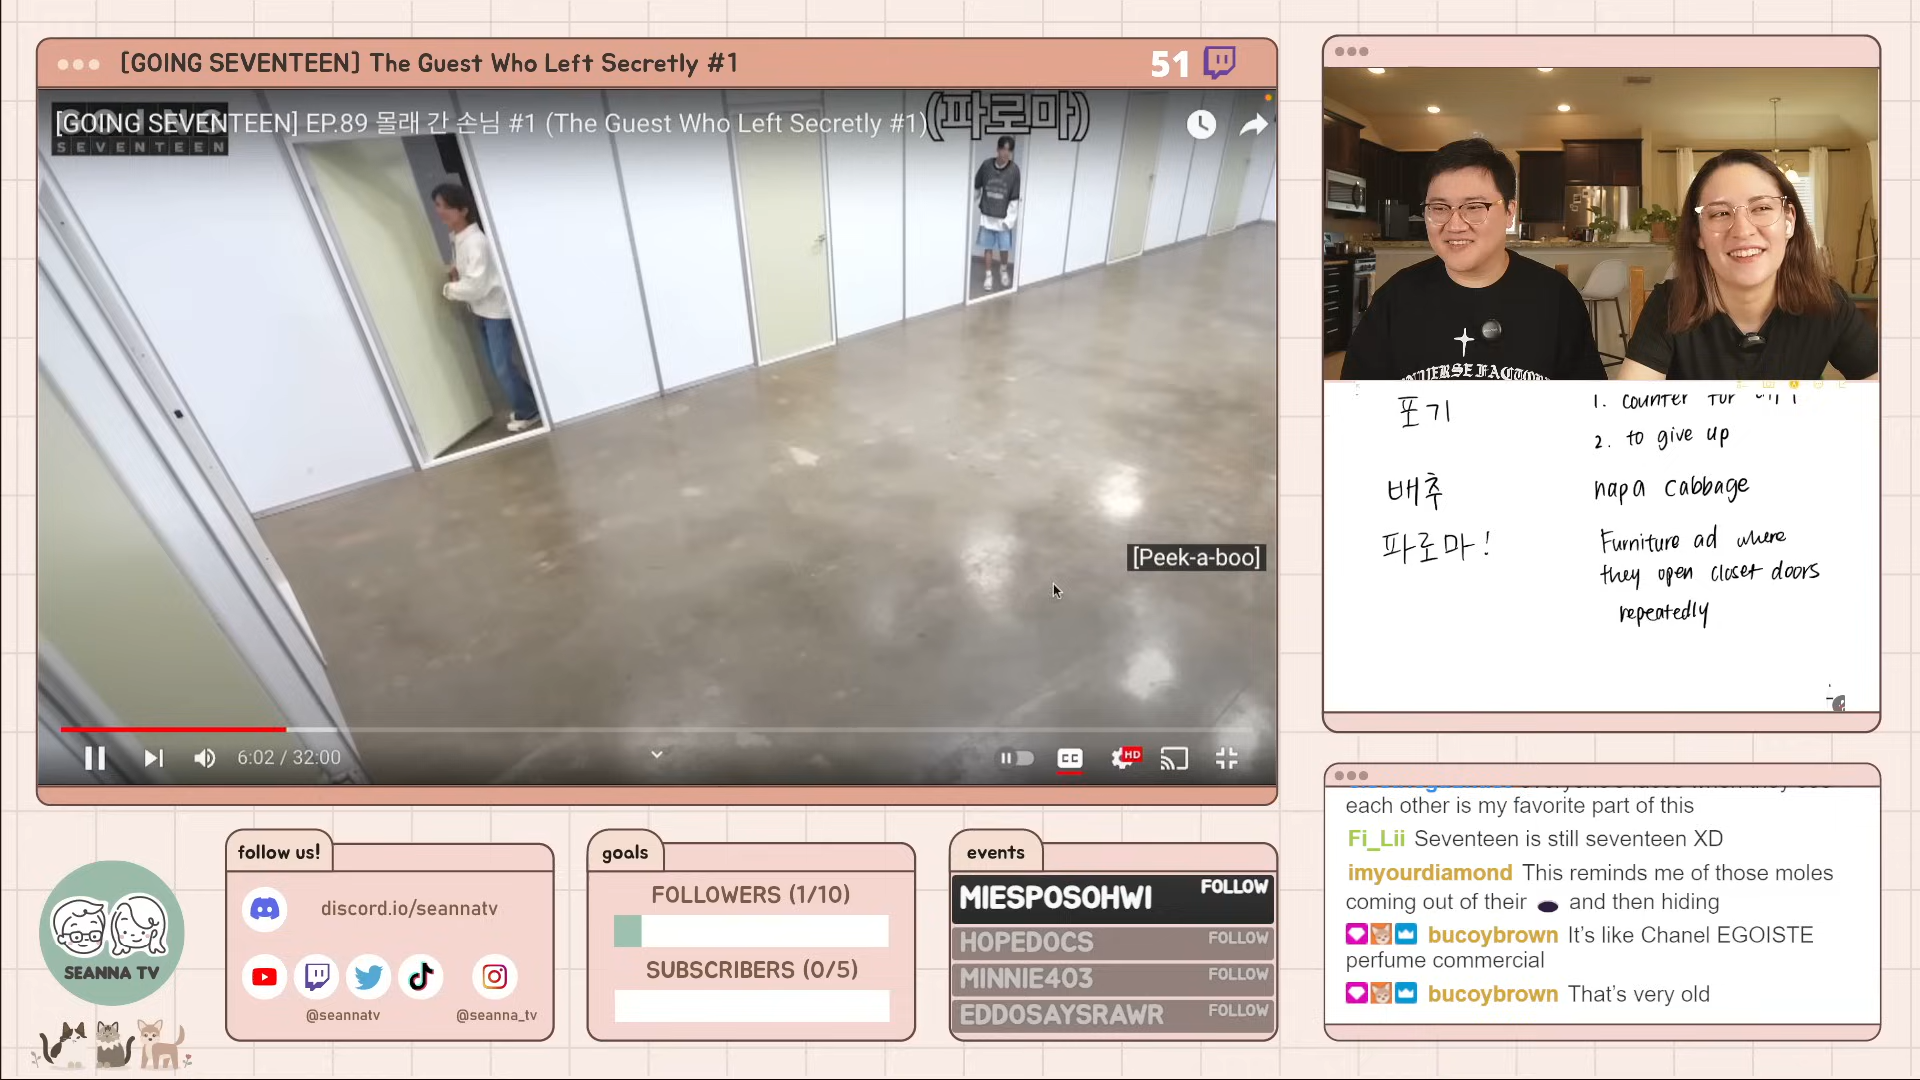 [GOING SEVENTEEN] The Guest Who Left Secretly #1
51
[GOING SEVENTEEN] EP.89 몰래 간 손님 #1 (The Guest Who Left Secretly #1)
GOING
SEVENTEEN
(파로마)
[Peek-a-boo]
6:02 / 32:00
CC
HD
포기
1. counter for
2. to give up
배추
napa cabbage
파로마!
Furniture ad where
they open closet doors
repeatedly
each other is my favorite part of this
Fi_Lii Seventeen is still seventeen XD
imyourdiamond This reminds me of those moles
coming out of their and then hiding
bucoybrown It's like Chanel EGOISTE
perfume commercial
bucoybrown That's very old
SEANNA TV
follow us!
discord.io/seannatv
@seannatv
@seanna_tv
goals
FOLLOWERS (1/10)
SUBSCRIBERS (0/5)
events
MIESPOSOHWI FOLLOW
HOPEDOCS FOLLOW
MINNIE403 FOLLOW
EDDOSAYSRAWR FOLLOW